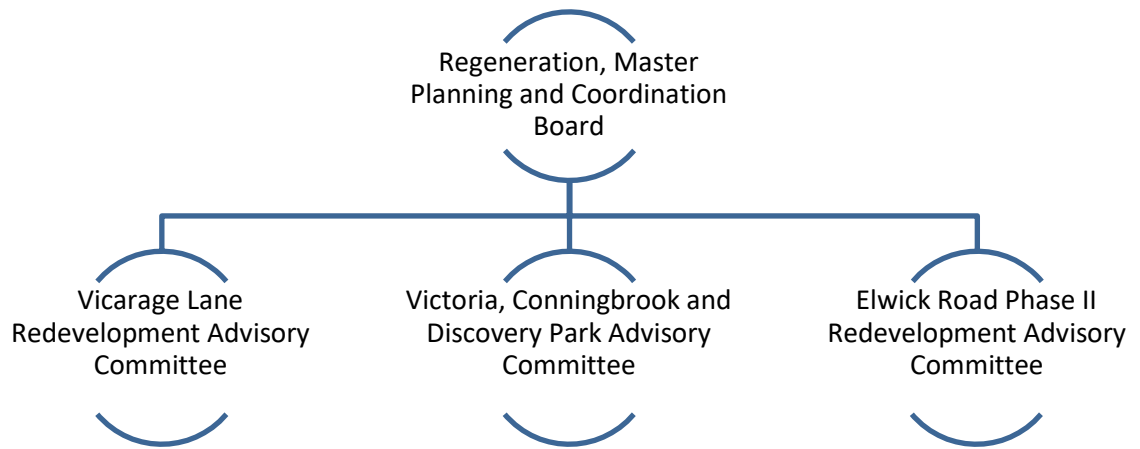 Regeneration, Master
Planning and Coordination
Board
Vicarage Lane
Redevelopment Advisory
Committee
Victoria, Conningbrook and
Discovery Park Advisory
Committee
Elwick Road Phase II
Redevelopment Advisory
Committee